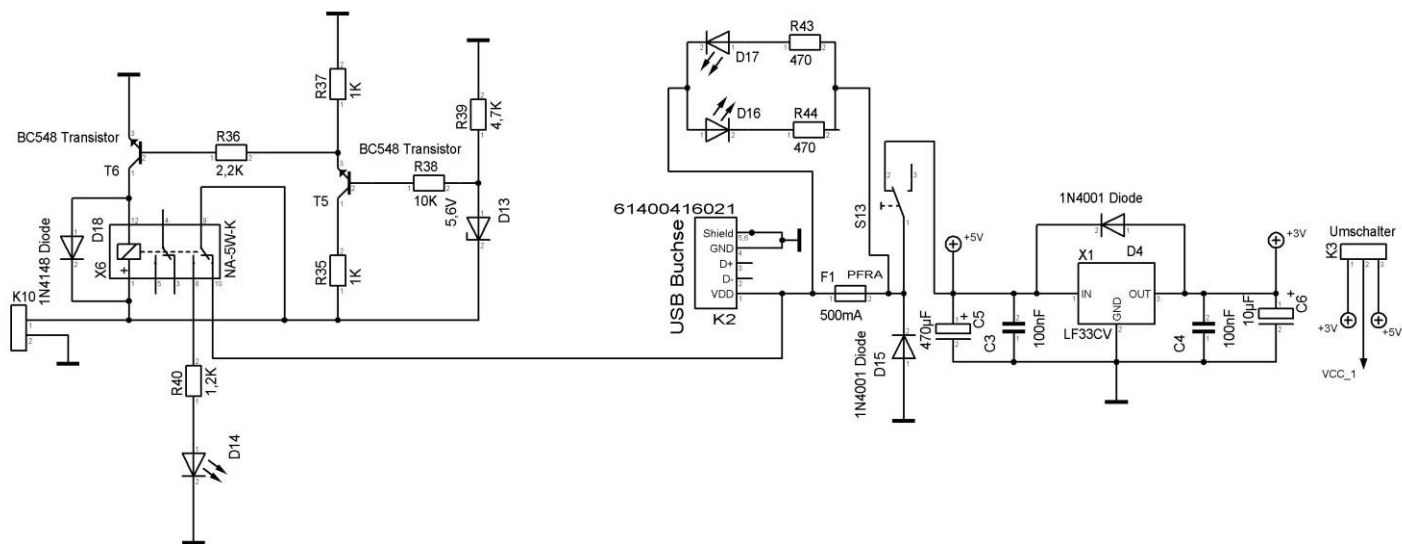 R43
470
D17
R44
470
D16
R37
1K
R39
4,7K
BC548 Transistor
T6
R36
2,2K
BC548 Transistor
T5
R38
10K
5,6V
D13
1N4148 Diode
D18
X6
NA-5W-K
R35
1K
K10
R40
1,2K
D14
61400416021
USB Buchse
Shield
GND
D+
D-
VDD
K2
F1
PFRA
500mA
S13
1N4001 Diode
D15
+5V
470µF
C5
C3
100nF
1N4001 Diode
X1
D4
IN
OUT
GND
LF33CV
C4
100nF
+3V
10µF
C6
Umschalter
K3
+3V
+5V
VCC_1